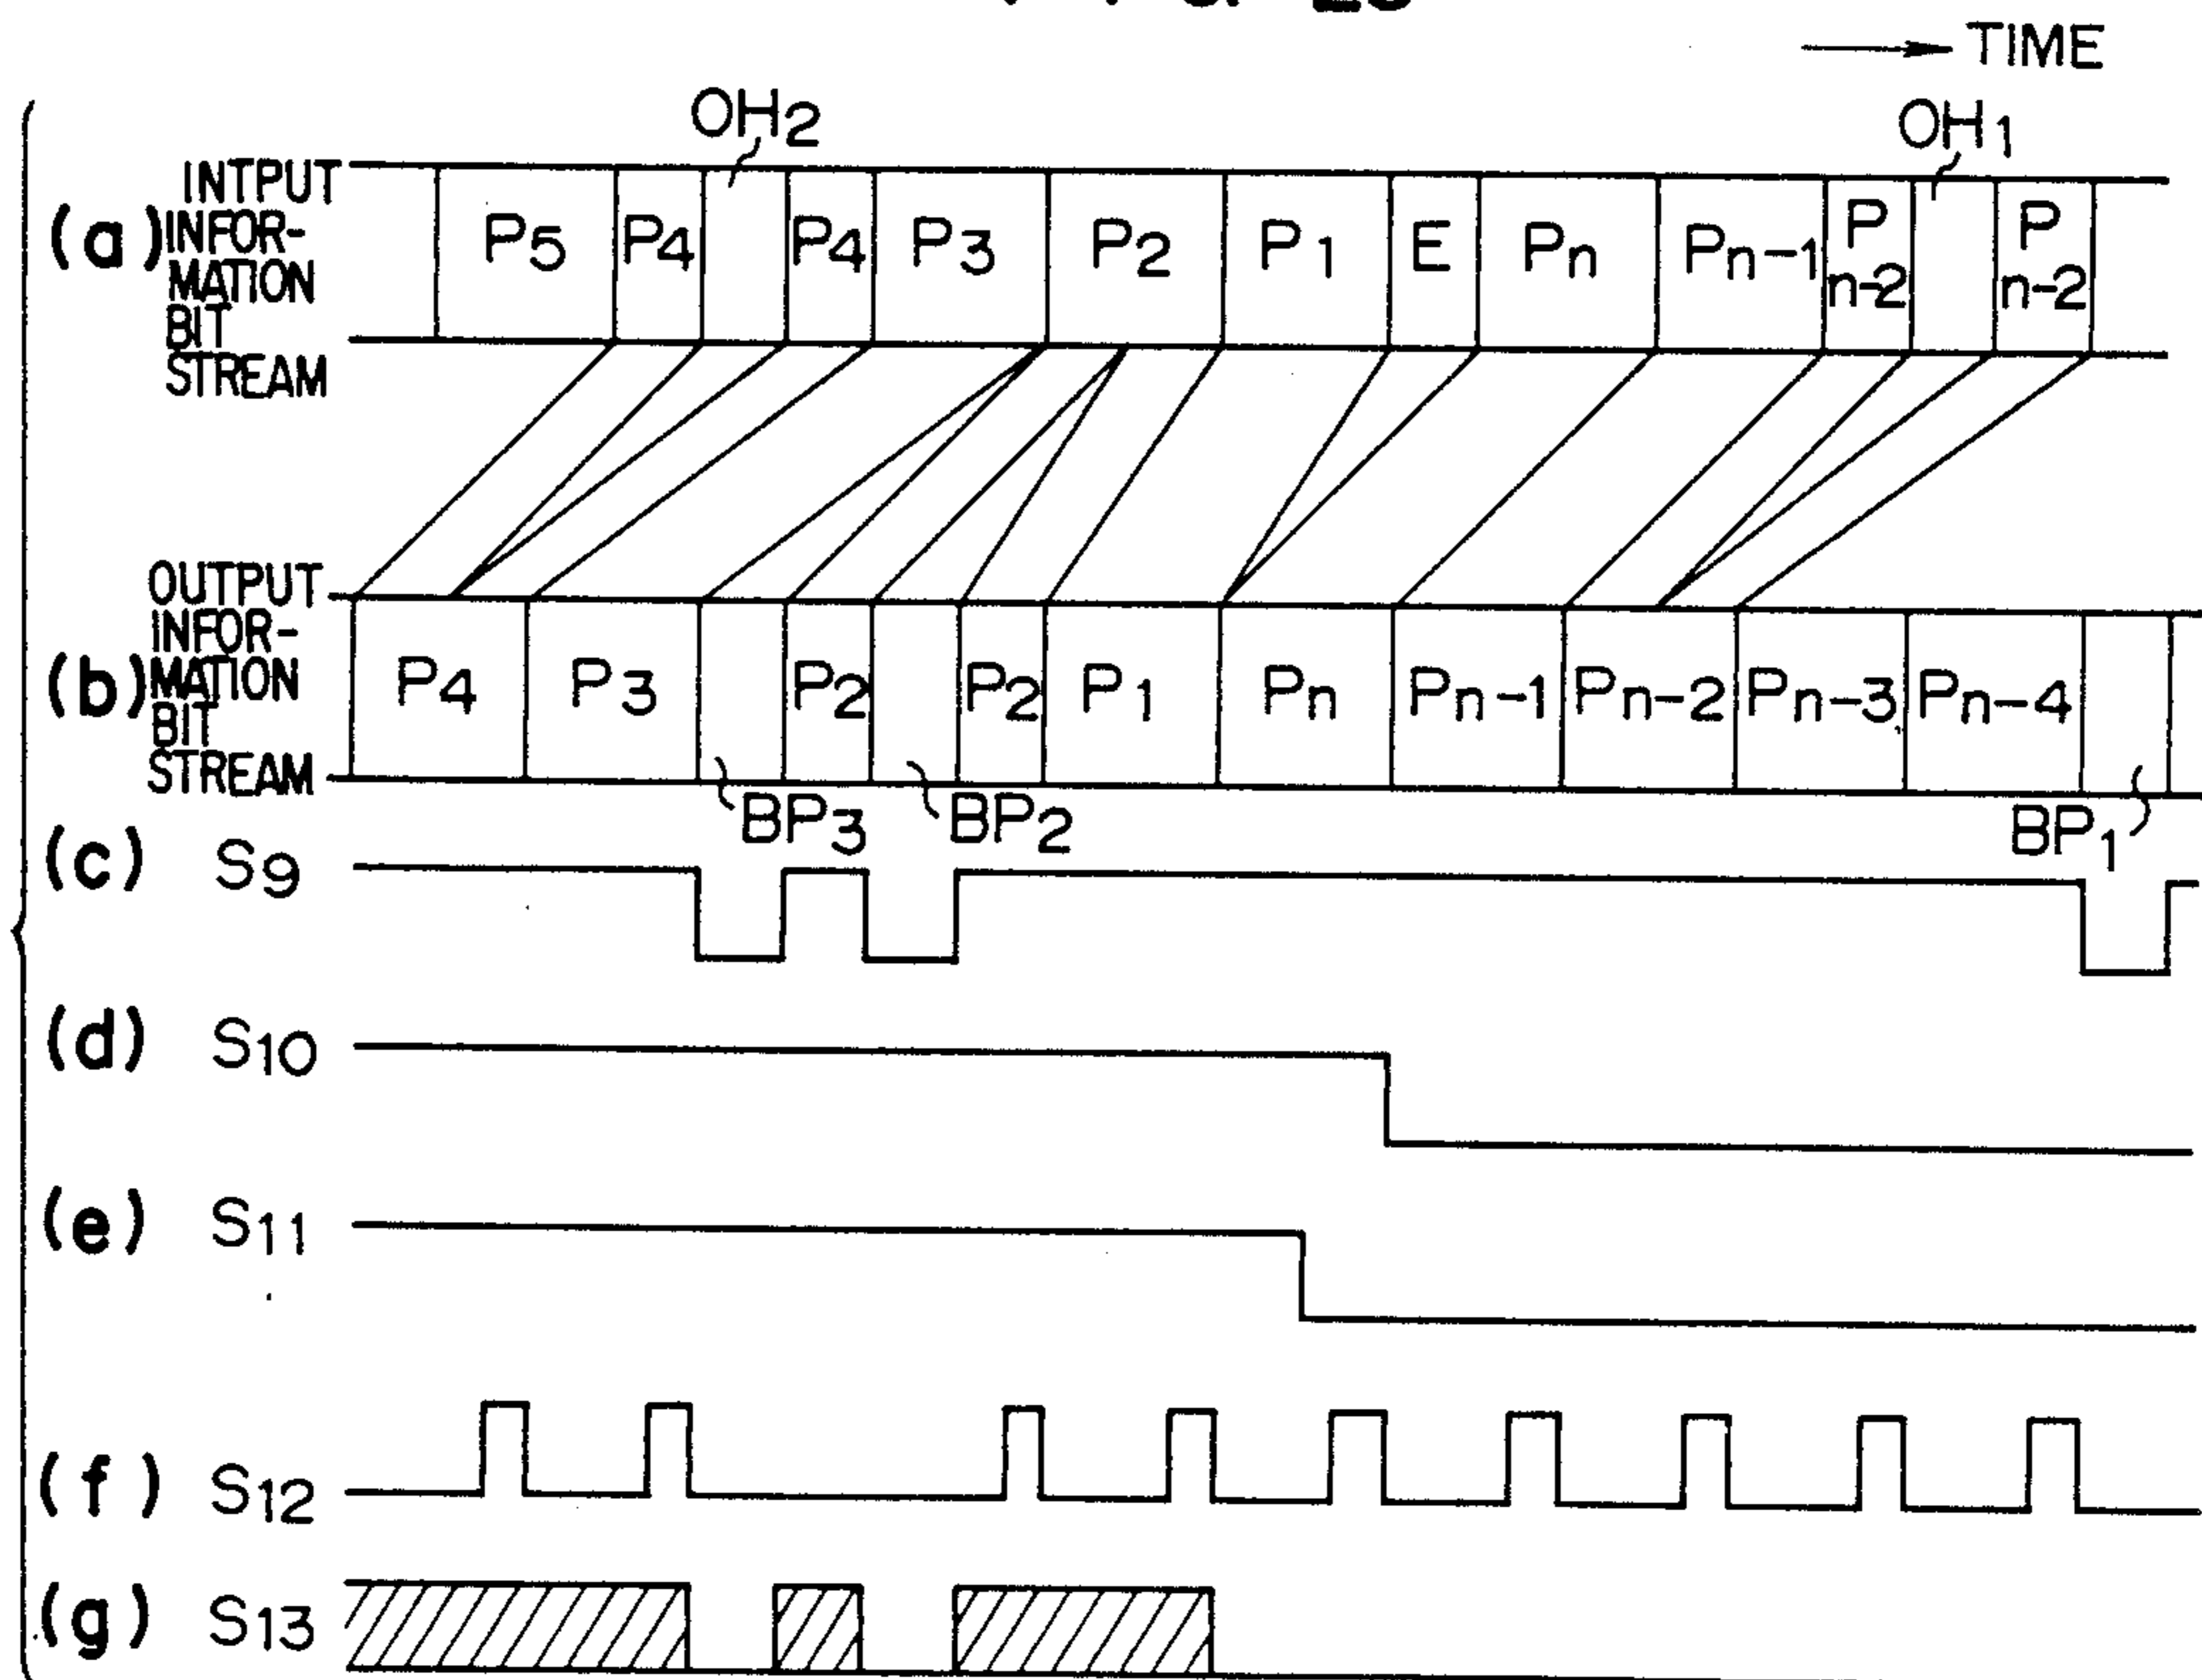 TIME
OH2 OH1
(a) INTPUT
INFOR-
MATION
BIT
STREAM
P5 P4 P4 P3 P2 P1 E Pn Pn-1 P n-2 P n-2
(b) OUTPUT
INFOR-
MATION
BIT
STREAM
P4 P3 P2 P2 P1 Pn Pn-1 Pn-2 Pn-3 Pn-4
BP3 BP2 BP1
(c) S9
(d) S10
(e) S11
(f) S12
(g) S13